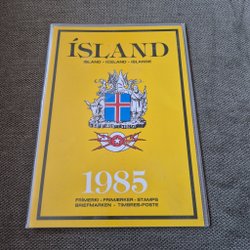 ÍSLAND
ISLAND · ICELAND · ISLANDE
1985
FRÍMERKI · FRIMÆRKER · STAMPS
BRIEFMARKEN · TIMBRES-POSTE